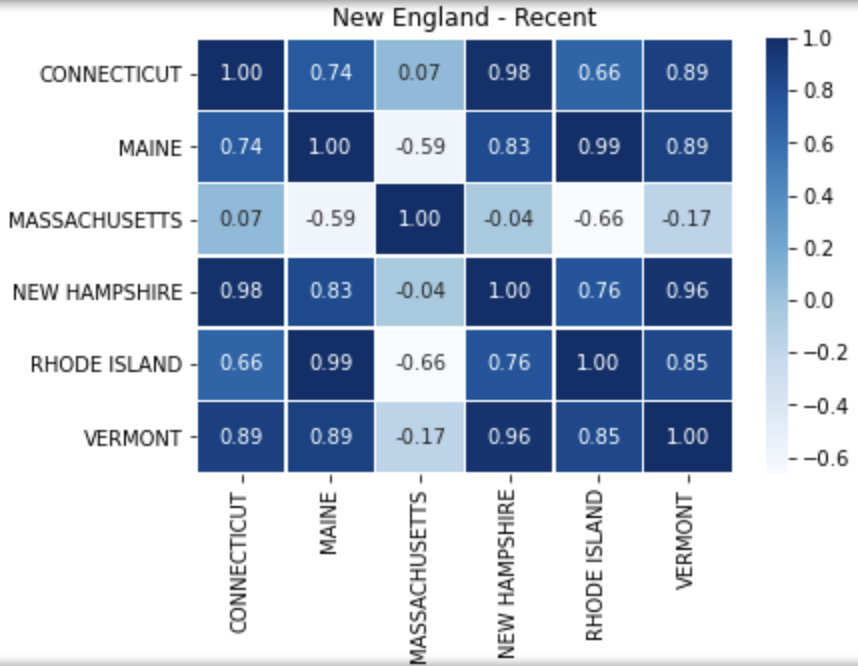 New England - Recent
CONNECTICUT 1.00 0.74 0.07 0.98 0.66 0.89
MAINE 0.74 1.00 -0.59 0.83 0.99 0.89
MASSACHUSETTS 0.07 -0.59 1.00 -0.04 -0.66 -0.17
NEW HAMPSHIRE 0.98 0.83 -0.04 1.00 0.76 0.96
RHODE ISLAND 0.66 0.99 -0.66 0.76 1.00 0.85
VERMONT 0.89 0.89 -0.17 0.96 0.85 1.00
CONNECTICUT
MAINE
MASSACHUSETTS
NEW HAMPSHIRE
RHODE ISLAND
VERMONT
1.0
0.8
0.6
0.4
0.2
0.0
−0.2
−0.4
−0.6